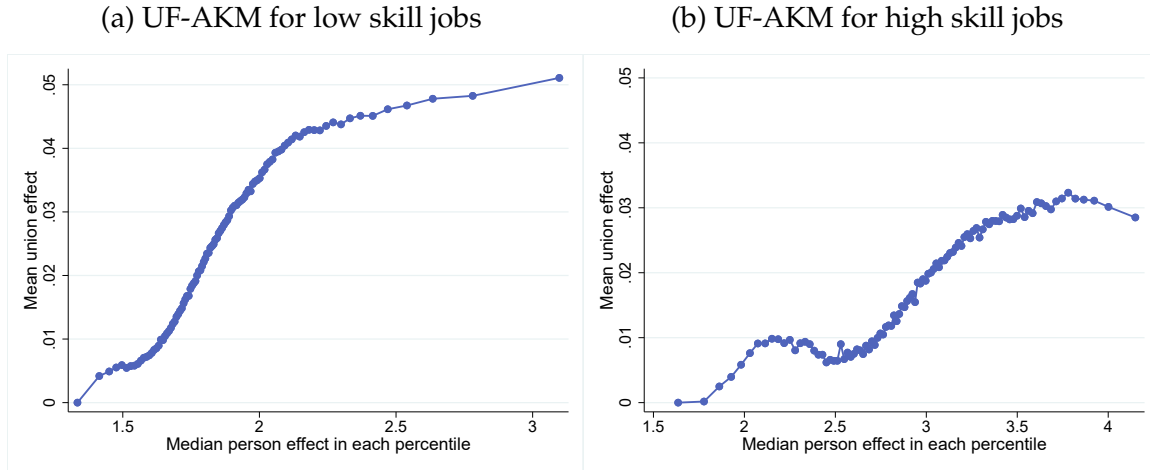 (a) UF-AKM for low skill jobs
Mean union effect
.05
.04
.03
.02
.01
0
1.5 2 2.5 3
Median person effect in each percentile
(b) UF-AKM for high skill jobs
Mean union effect
.05
.04
.03
.02
.01
0
1.5 2 2.5 3 3.5 4
Median person effect in each percentile